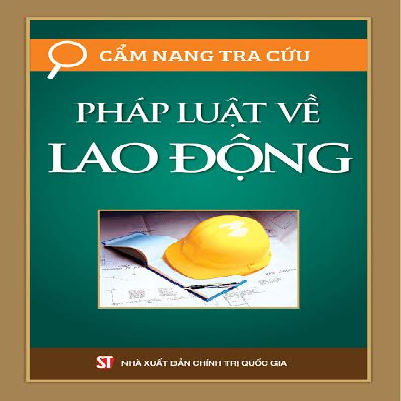 CẨM NANG TRA CỨU
PHÁP LUẬT VỀ
LAO ĐỘNG
ST NHÀ XUẤT BẢN CHÍNH TRỊ QUỐC GIA